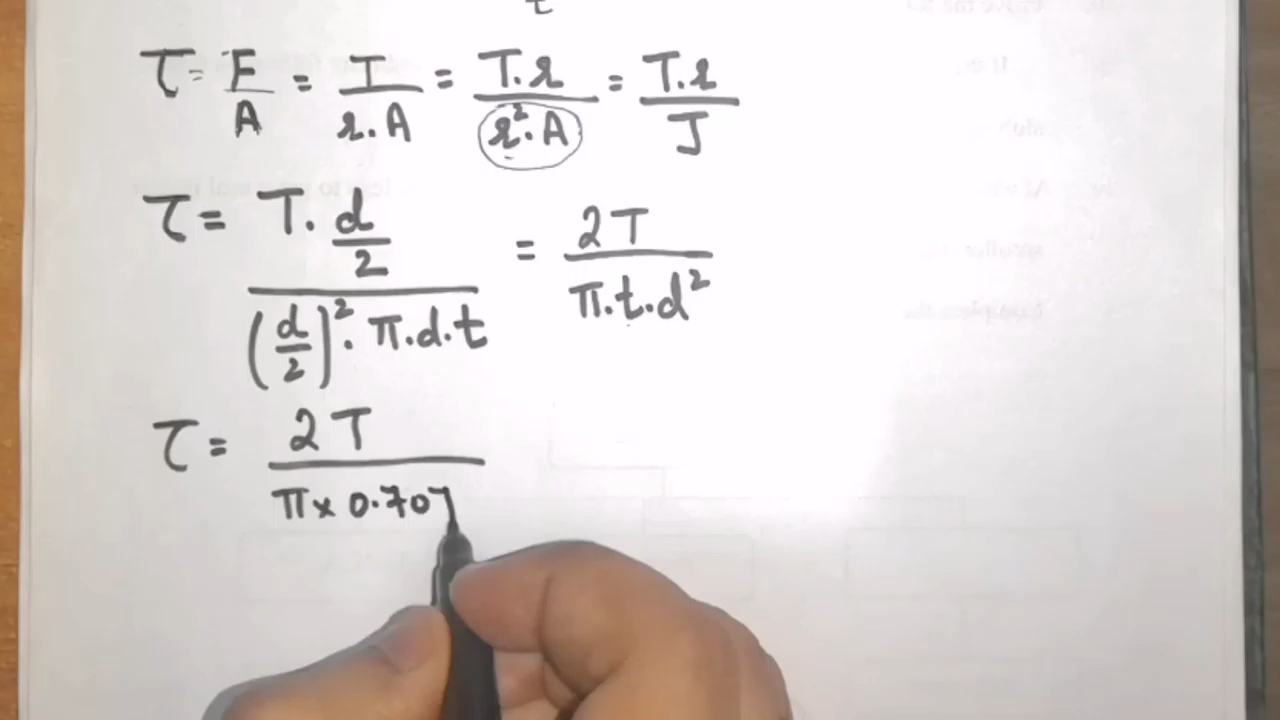 t
τ = F/A = T/r.A = T.r/r².A = T.r/J
τ = T.d/2/(d/2)².π.d.t = 2T/π.t.d²
τ = 2T/π×0.707